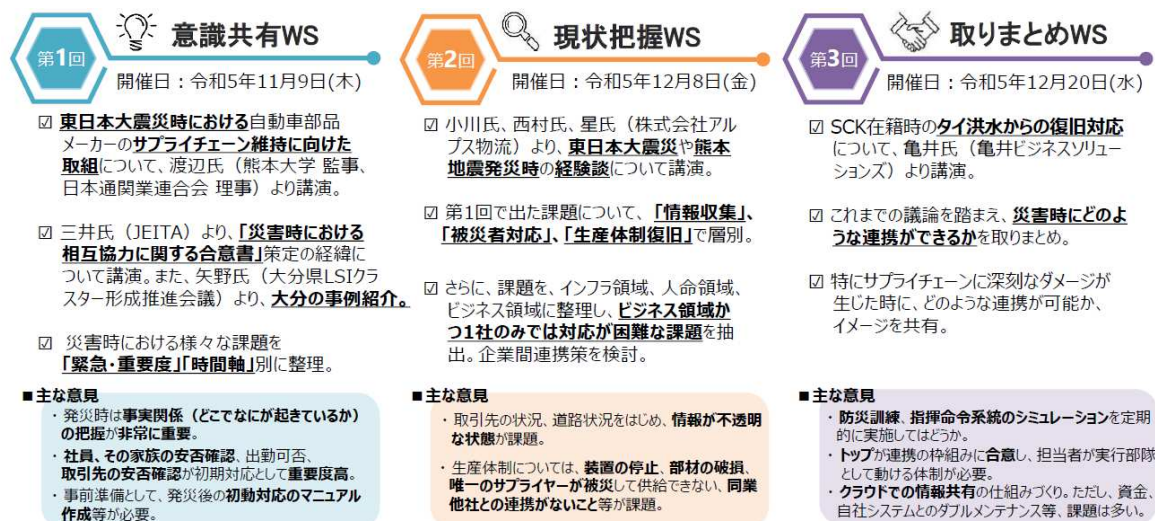 第1回
意識共有WS
開催日：令和5年11月9日(木)
☑ 東日本大震災時における自動車部品
メーカーのサプライチェーン維持に向けた
取組について、渡辺氏（熊本大学 監事、
日本通関業連合会 理事）より講演。
☑ 三井氏（JEITA）より、「災害時における
相互協力に関する合意書」策定の経緯に
ついて講演。また、矢野氏（大分県LSIクラ
スター形成推進会議）より、大分の事例紹介。
☑ 災害時における様々な課題を
「緊急・重要度」「時間軸」別に整理。
■主な意見
・発災時は事実関係（どこでなにが起きているか）
の把握が非常に重要。
・社員、その家族の安否確認、出勤可否、
取引先の安否確認が初期対応として重要度高。
・事前準備として、発災後の初動対応のマニュアル
作成等が必要。
第2回
現状把握WS
開催日：令和5年12月8日(金)
☑ 小川氏、西村氏、星氏（株式会社アル
プス物流）より、東日本大震災や熊本
地震発災時の経験談について講演。
☑ 第1回で出た課題について、「情報収集」、
「被災者対応」、「生産体制復旧」で層別。
☑ さらに、課題を、インフラ領域、人命領域、
ビジネス領域に整理し、ビジネス領域か
つ1社のみでは対応が困難な課題を抽
出。企業間連携策を検討。
■主な意見
・取引先の状況、道路状況をはじめ、情報が不透明
な状態が課題。
・生産体制については、装置の停止、部材の破損、
唯一のサプライヤーが被災して供給できない、同業
他社との連携がないこと等が課題。
第3回
取りまとめWS
開催日：令和5年12月20日(水)
☑ SCK在籍時のタイ洪水からの復旧対応
について、亀井氏（亀井ビジネスソリュー
ションズ）より講演。
☑ これまでの議論を踏まえ、災害時にどのよ
うな連携ができるかを取りまとめ。
☑ 特にサプライチェーンに深刻なダメージが
生じた時に、どのような連携が可能か、
イメージを共有。
■主な意見
・防災訓練、指揮命令系統のシミュレーションを定期
的に実施してはどうか。
・トップが連携の枠組みに合意し、担当者が実行部隊
として動ける体制が必要。
・クラウドでの情報共有の仕組みづくり。ただし、資金、
自社システムとのダブルメンテナンス等、課題は多い。